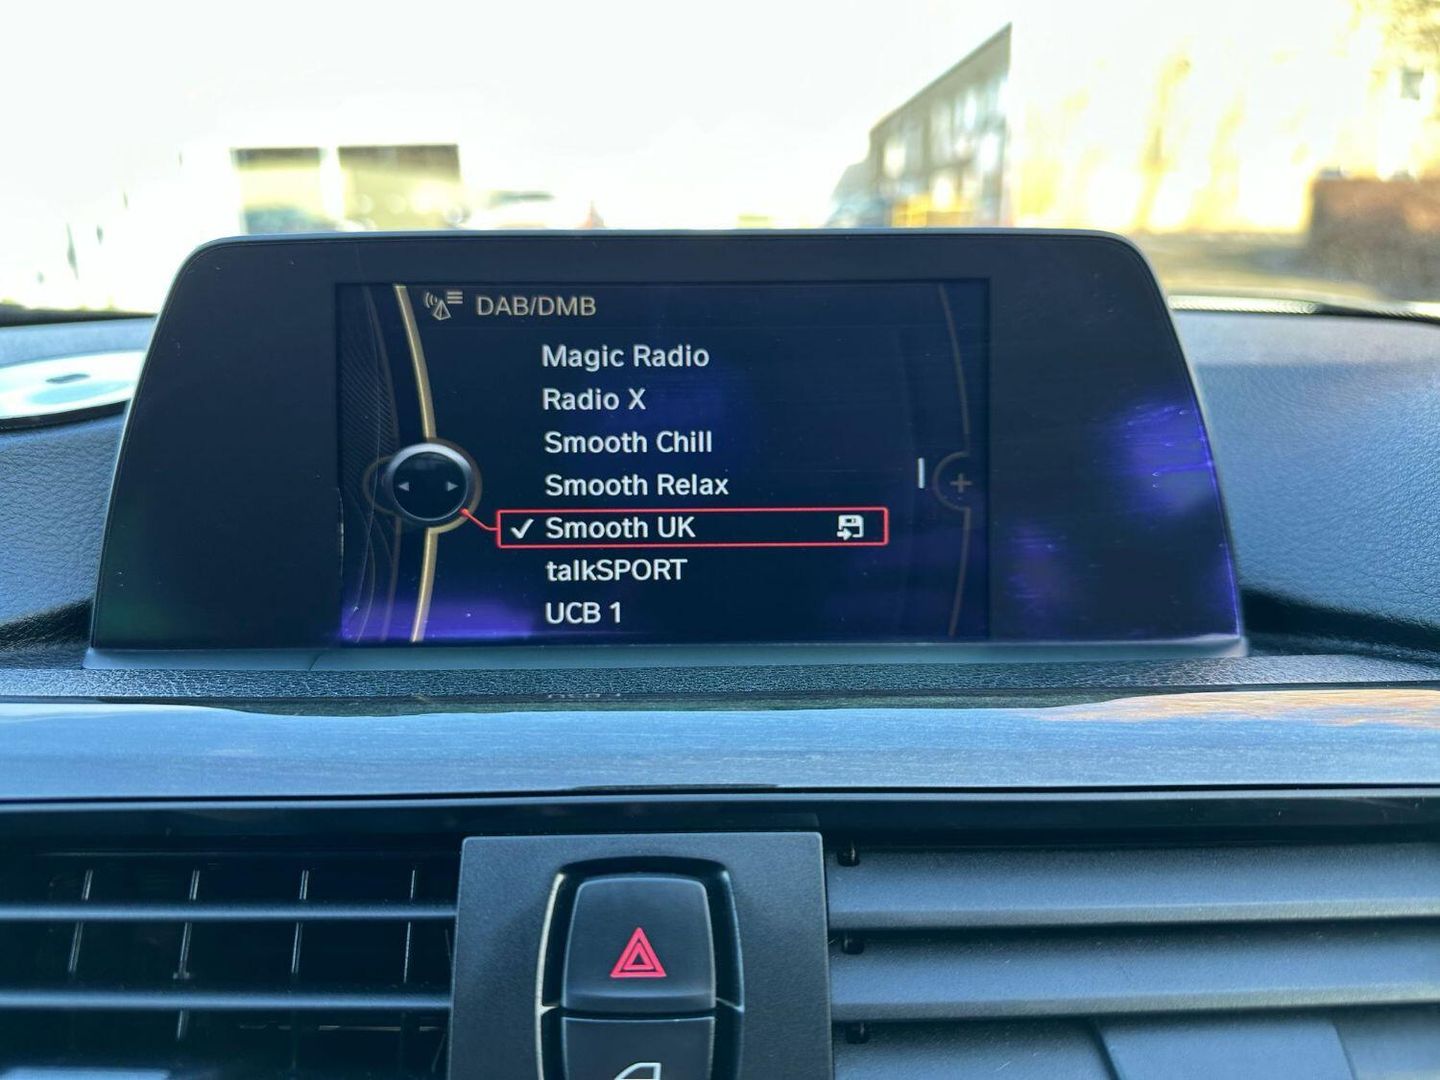 DAB/DMB
Magic Radio
Radio X
Smooth Chill
Smooth Relax
Smooth UK
talkSPORT
UCB 1